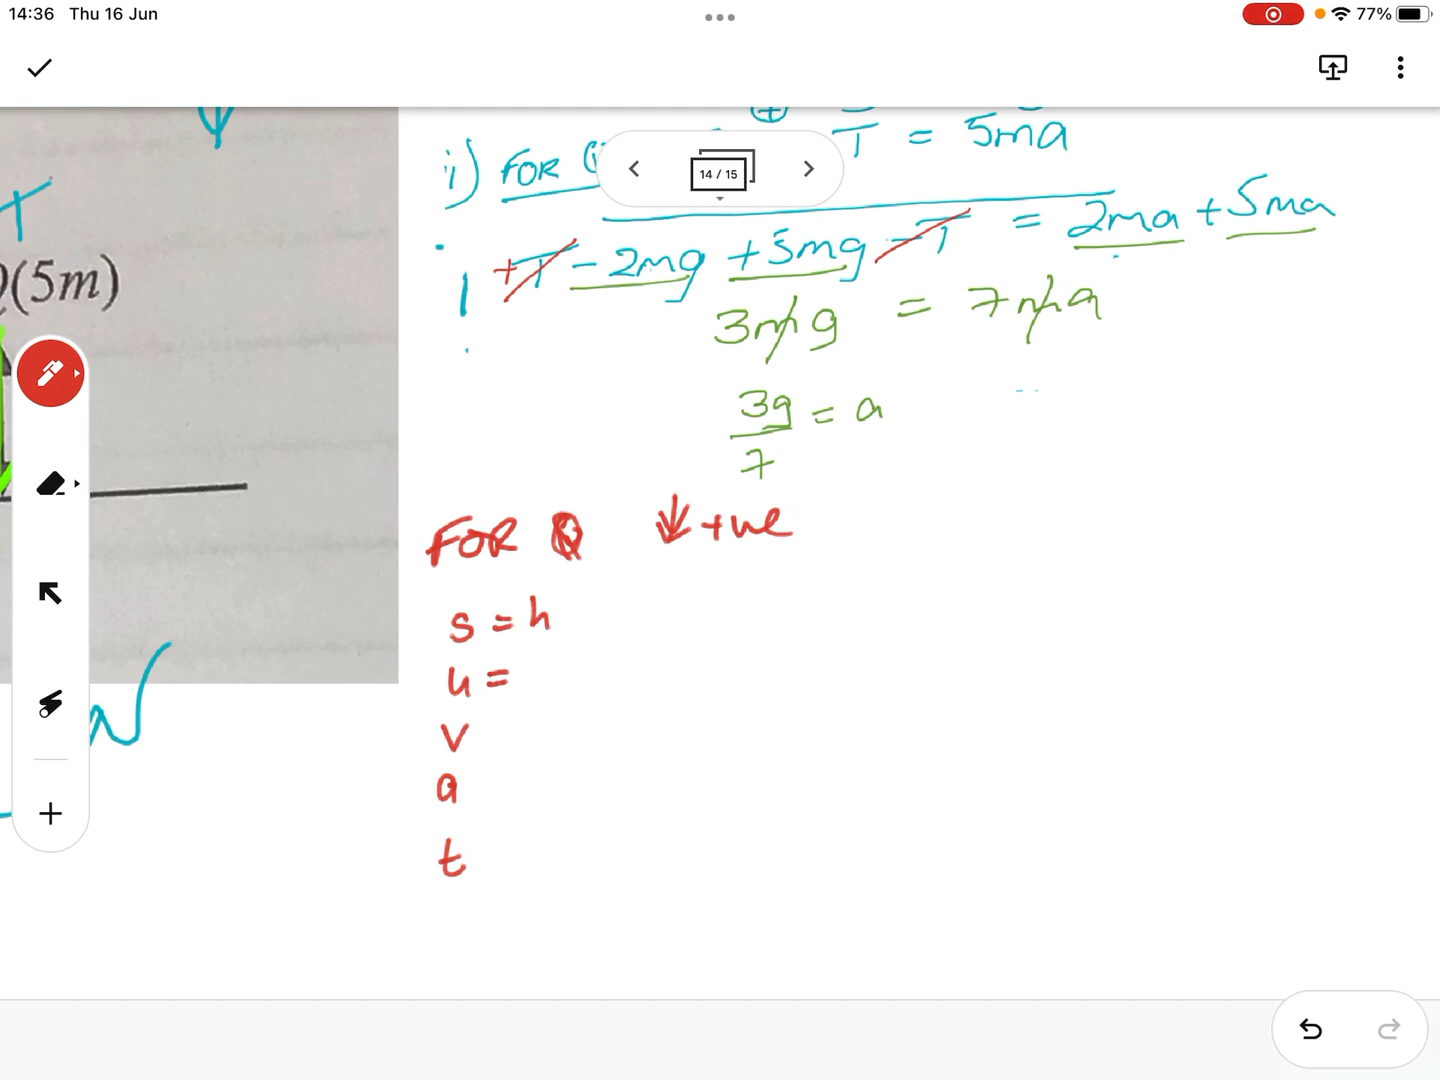 14:36 Thu 16 Jun
77%
= 5ma
i) FOR
14 / 15
T
+T - 2mg + 5mg - T = 2ma + 5ma
(5m)
3mg = 7ma
3g/7 = a
FOR Q ↓ +ve
s = h
u =
v
a
t